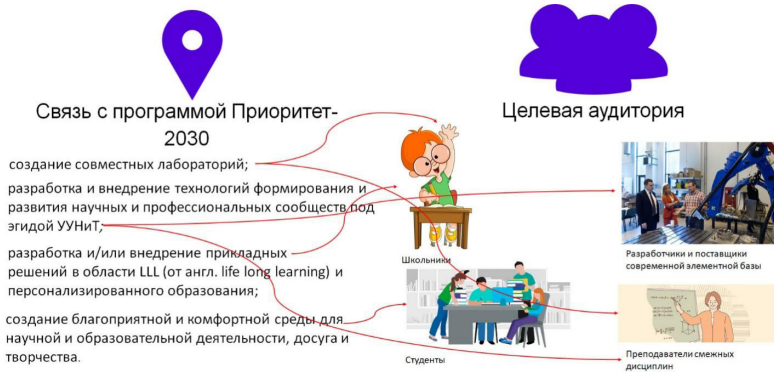 Связь с программой Приоритет-
2030
создание совместных лабораторий;
разработка и внедрение технологий формирования и
развития научных и профессиональных сообществ под
эгидой УУНиТ;
разработка и/или внедрение прикладных
решений в области LLL (от англ. life long learning) и
персонализированного образования;
создание благоприятной и комфортной среды для
научной и образовательной деятельности, досуга и
творчества.
Целевая аудитория
Школьники
Студенты
Разработчики и поставщики
современной элементной базы
Преподаватели смежных
дисциплин